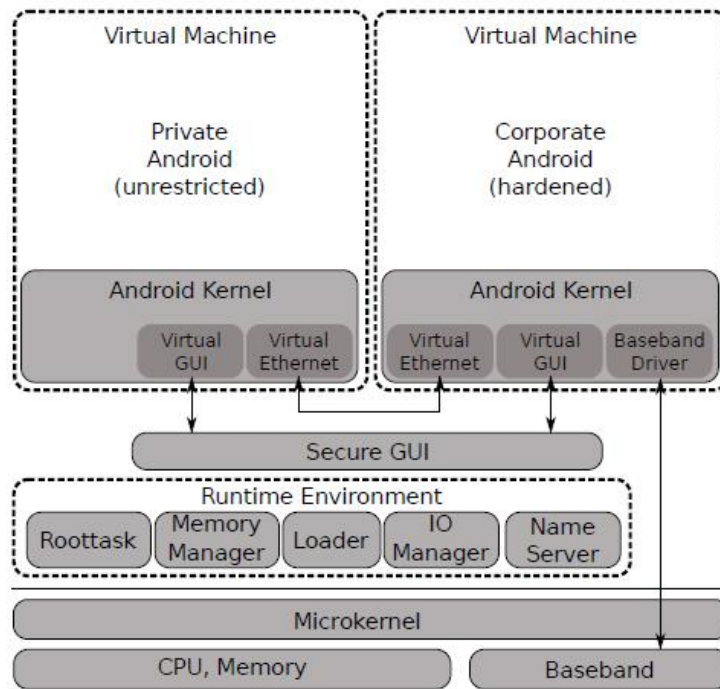 Virtual Machine
Private
Android
(unrestricted)
Android Kernel
Virtual
GUI
Virtual
Ethernet
Virtual Machine
Corporate
Android
(hardened)
Android Kernel
Virtual
Ethernet
Virtual
GUI
Baseband
Driver
Secure GUI
Runtime Environment
Roottask
Memory
Manager
Loader
IO
Manager
Name
Server
Microkernel
CPU, Memory
Baseband